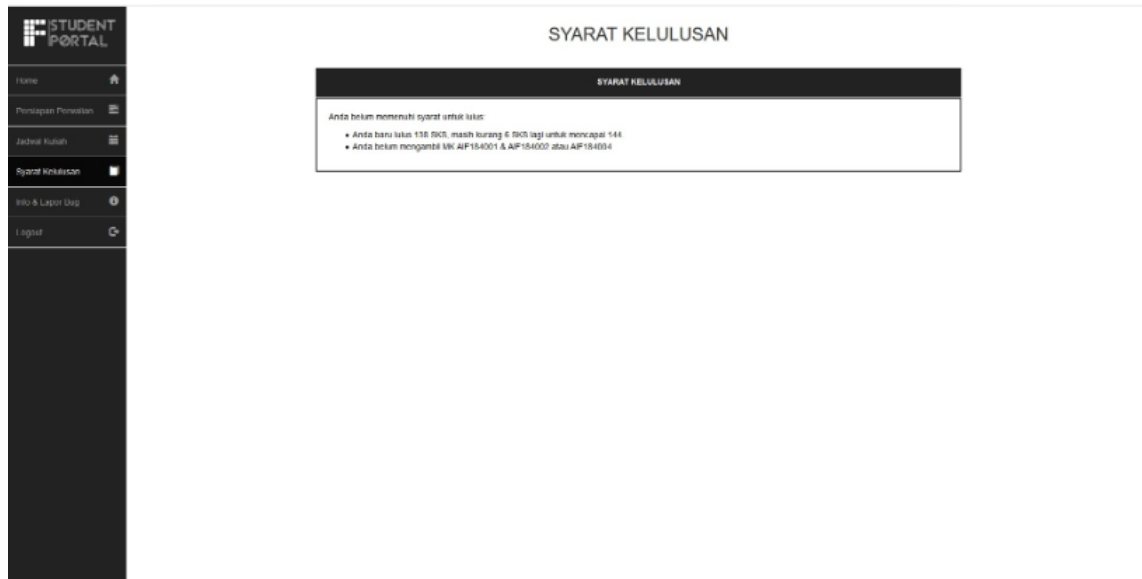 IF STUDENT
PØRTAL
Home
Persiapan Perwalian
Jadwal Kuliah
Syarat Kelulusan
Info & Lapor Bug
Logout
SYARAT KELULUSAN
SYARAT KELULUSAN
Anda belum memenuhi syarat untuk lulus:
Anda baru lulus 138 SKS, masih kurang 6 SKS lagi untuk mencapai 144.
Anda belum mengambil MK AIF184001 & AIF184002 atau AIF184004